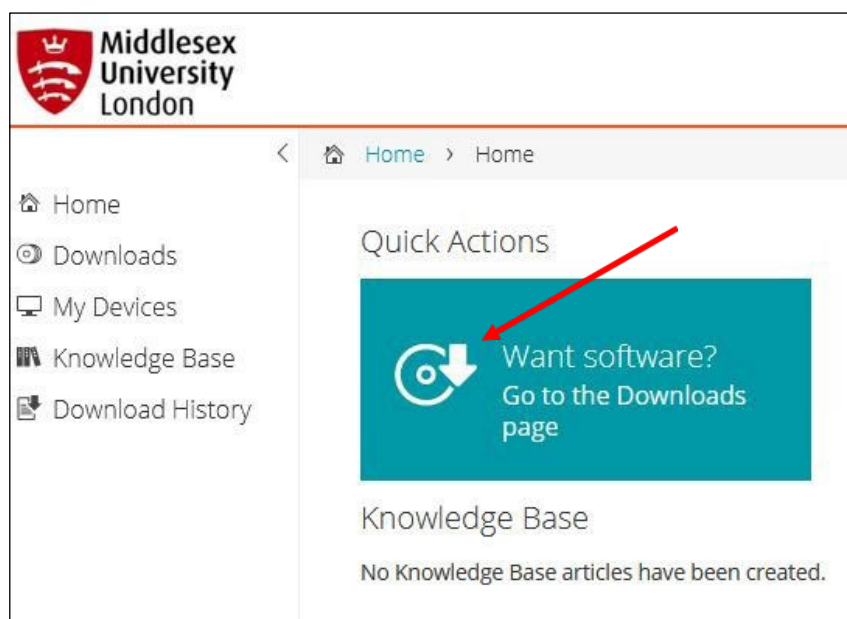 Middlesex
University
London
Home > Home
Home
Downloads
My Devices
Knowledge Base
Download History
Quick Actions
Want software?
Go to the Downloads
page
Knowledge Base
No Knowledge Base articles have been created.